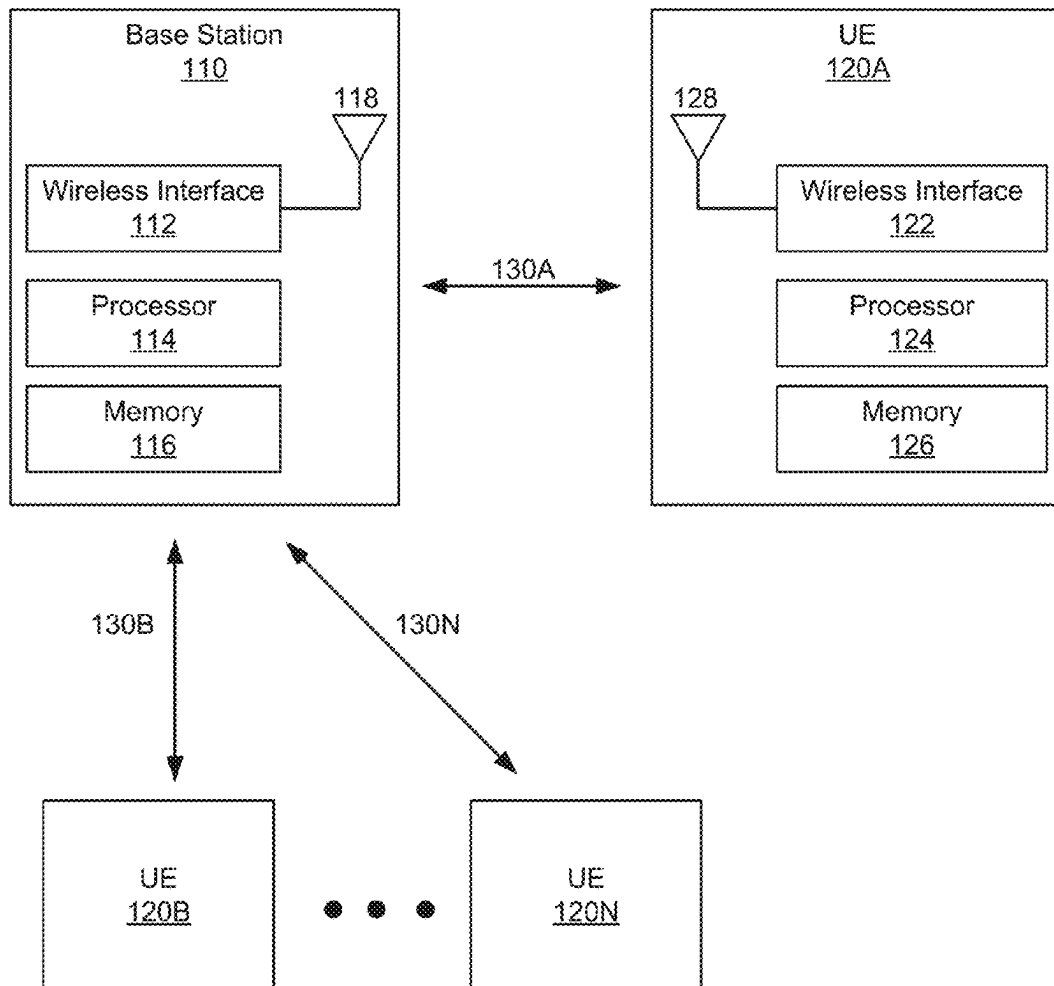 Base Station
110
118
Wireless Interface
112
Processor
114
Memory
116
UE
120A
128
Wireless Interface
122
Processor
124
Memory
126
130A
130B
130N
UE
120B
UE
120N